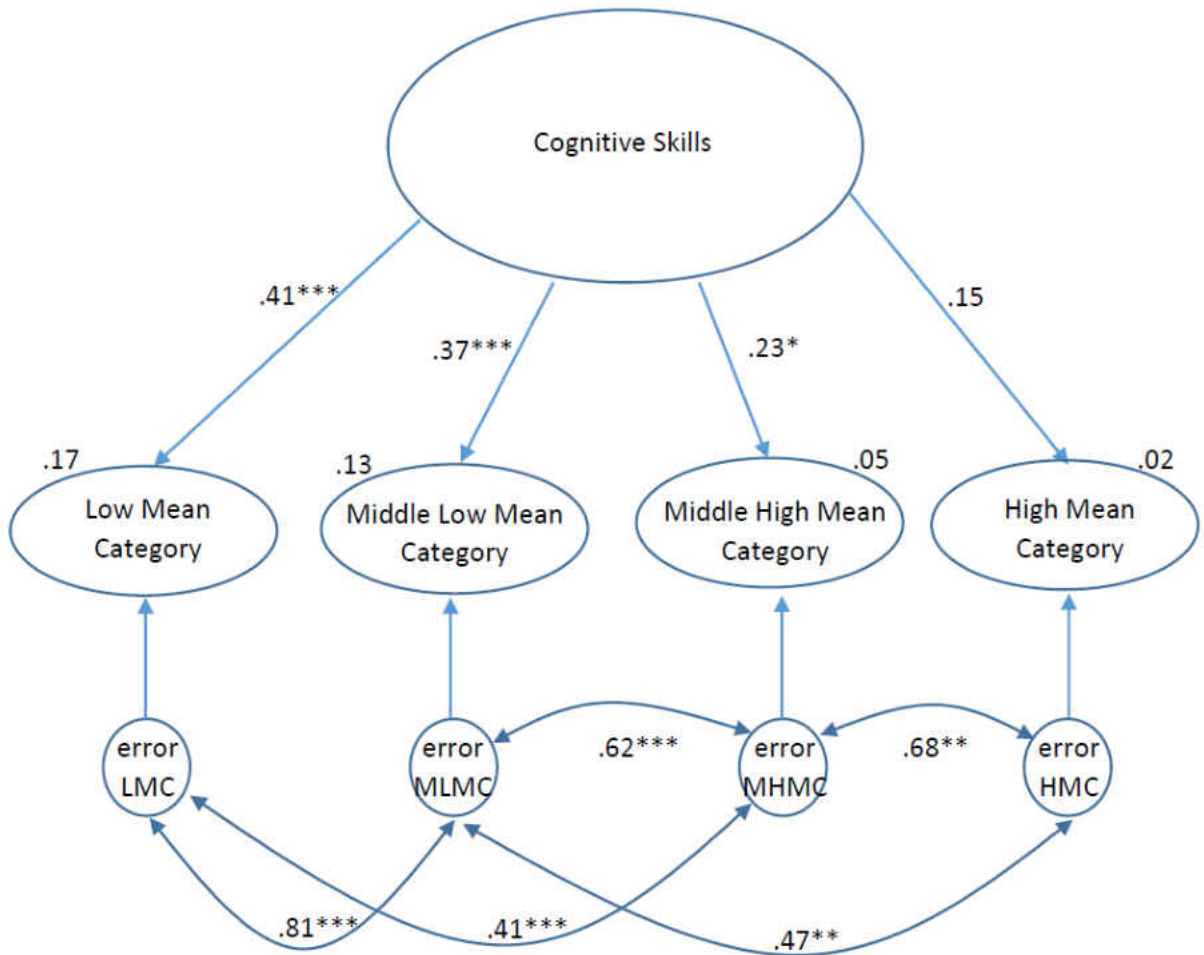 Cognitive Skills
.41***
.37***
.23*
.15
.17
.13
.05
.02
Low Mean
Category
Middle Low Mean
Category
Middle High Mean
Category
High Mean
Category
error
LMC
error
MLMC
error
MHMC
error
HMC
.62***
.68**
.81***
.41***
.47**